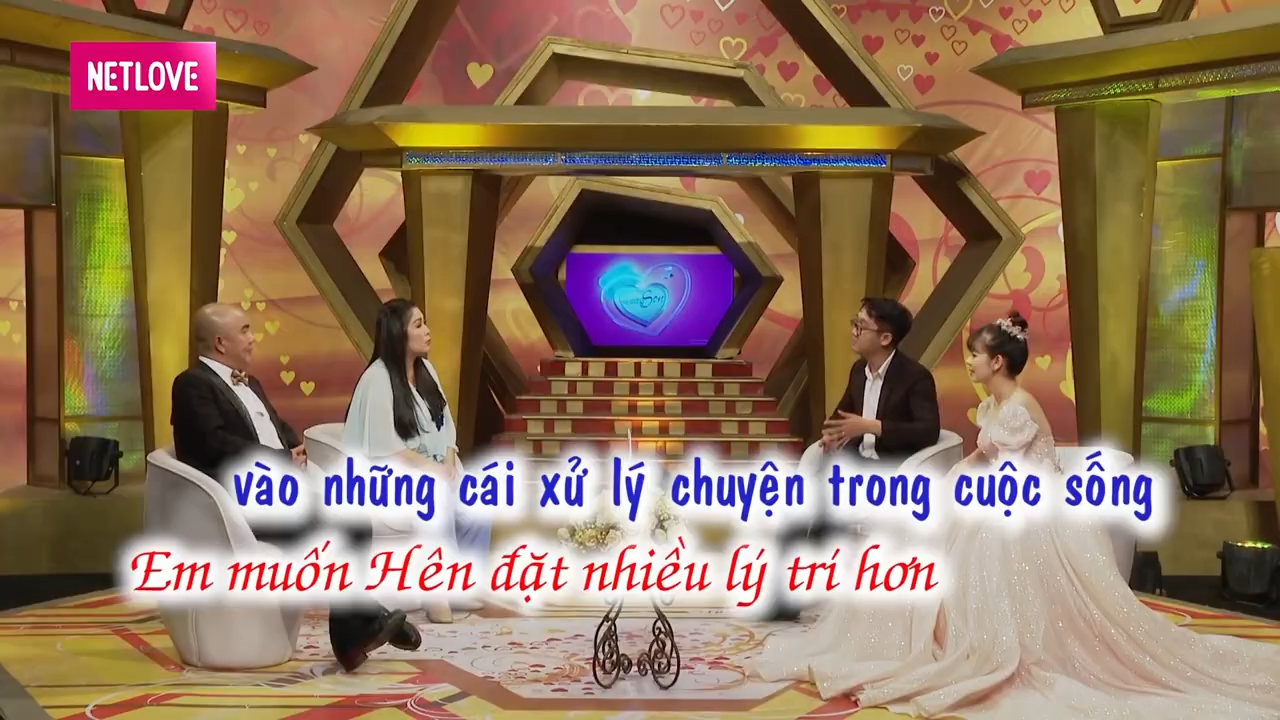 NETLOVE
vào những cái xử lý chuyện trong cuộc sống
Em muốn Hên đặt nhiều lý trí hơn